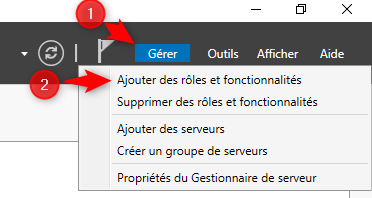 1
Gérer Outils Afficher Aide
2
Ajouter des rôles et fonctionnalités
Supprimer des rôles et fonctionnalités
Ajouter des serveurs
Créer un groupe de serveurs
Propriétés du Gestionnaire de serveur